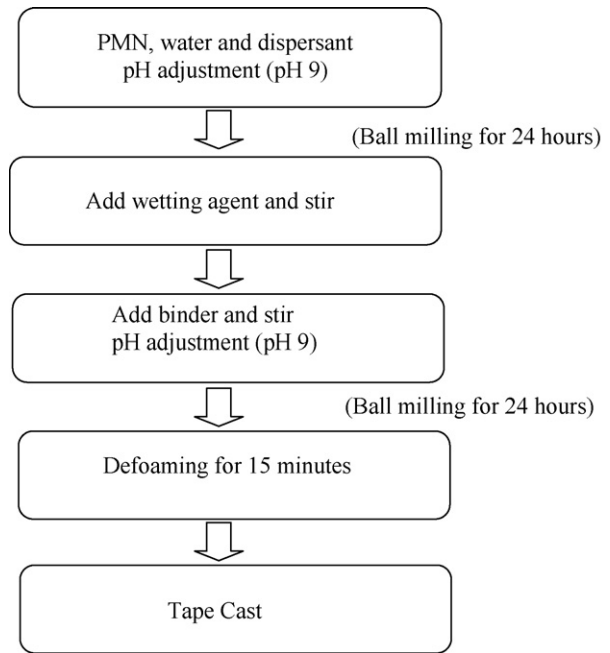 PMN, water and dispersant
pH adjustment (pH 9)
(Ball milling for 24 hours)
Add wetting agent and stir
Add binder and stir
pH adjustment (pH 9)
(Ball milling for 24 hours)
Defoaming for 15 minutes
Tape Cast